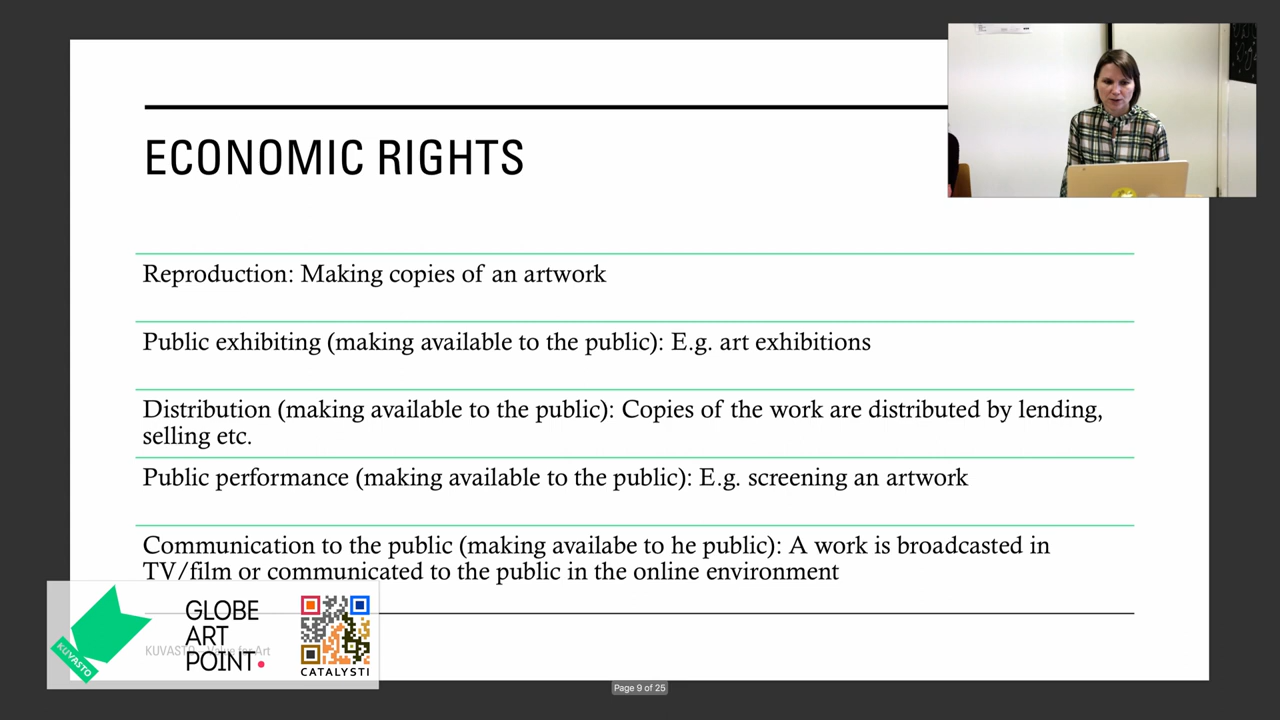 ECONOMIC RIGHTS
Reproduction: Making copies of an artwork
Public exhibiting (making available to the public): E.g. art exhibitions
Distribution (making available to the public): Copies of the work are distributed by lending,
selling etc.
Public performance (making available to the public): E.g. screening an artwork
Communication to the public (making availabe to he public): A work is broadcasted in
TV/film or communicated to the public in the online environment
KUVASTO
GLOBE
ART
POINT.
CATALYSTI
KUVASTO – Value for Art
Page 9 of 25